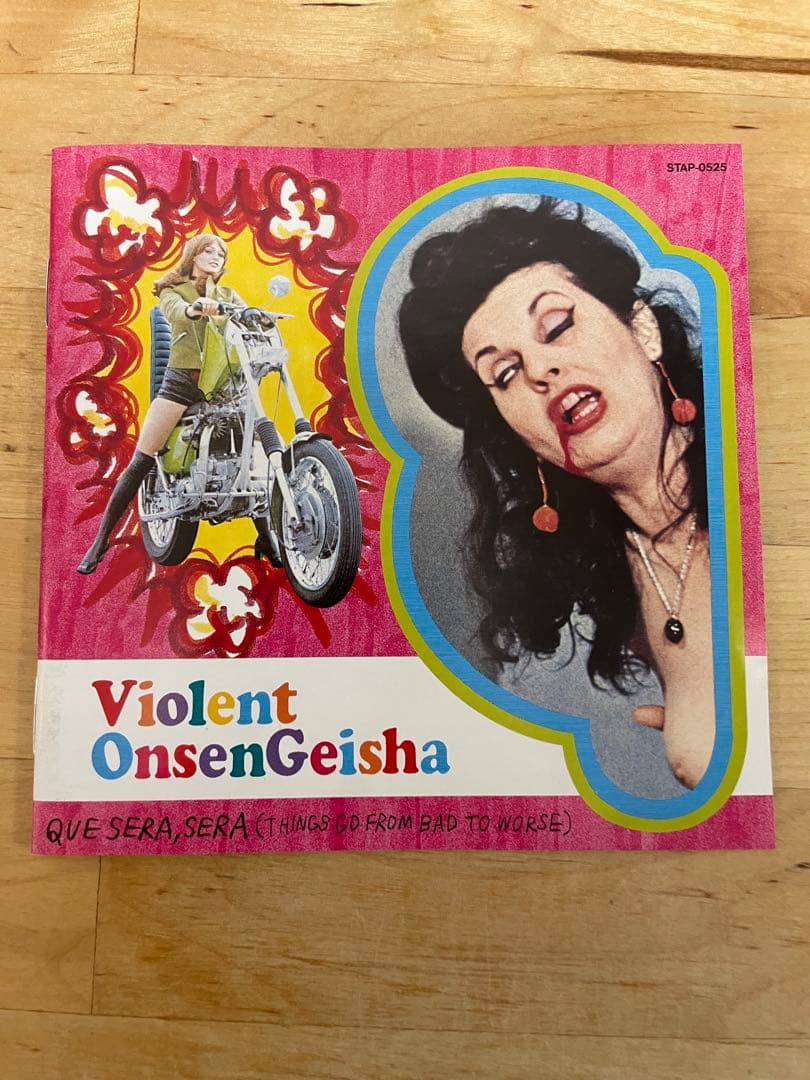 STAP-0525
Violent
OnsenGeisha
QUE SERA, SERA (THINGS GO FROM BAD TO WORSE)